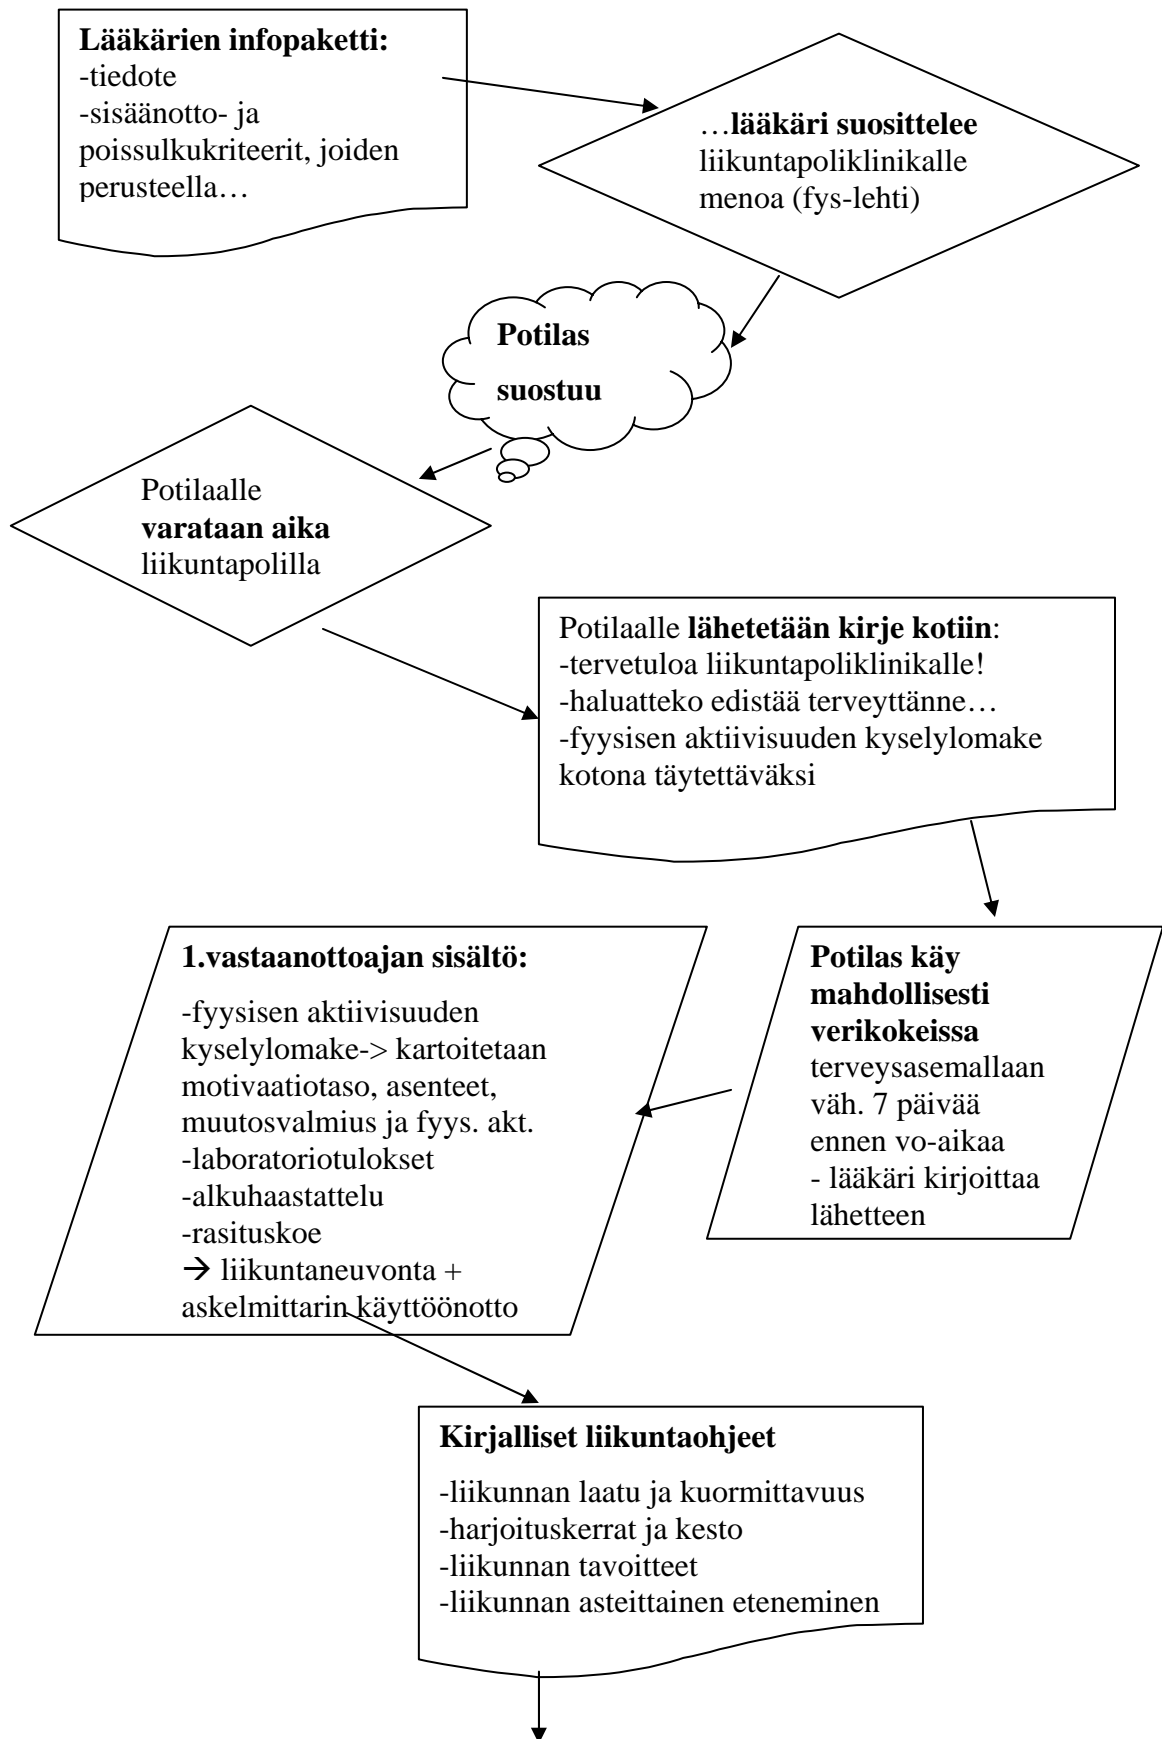 Lääkärien infopaketti:
-tiedote
-sisäänotto- ja
poissulkukriteerit, joiden
perusteella…
…lääkäri suosittelee
liikuntapoliklinikalle
menoa (fys-lehti)
Potilas
suostuu
Potilaalle
varataan aika
liikuntapolilla
Potilaalle lähetetään kirje kotiin:
-tervetuloa liikuntapoliklinikalle!
-haluatteko edistää terveyttänne…
-fyysisen aktiivisuuden kyselylomake
kotona täytettäväksi
Potilas käy
mahdollisesti
verikokeissa
terveysasemallaan
väh. 7 päivää
ennen vo-aikaa
- lääkäri kirjoittaa
lähetteen
1.vastaanottoajan sisältö:
-fyysisen aktiivisuuden
kyselylomake-> kartoitetaan
motivaatiotaso, asenteet,
muutosvalmius ja fyys. akt.
-laboratoriotulokset
-alkuhaastattelu
-rasituskoe
→ liikuntaneuvonta +
askelmittarin käyttöönotto
Kirjalliset liikuntaohjeet
-liikunnan laatu ja kuormittavuus
-harjoituskerrat ja kesto
-liikunnan tavoitteet
-liikunnan asteittainen eteneminen